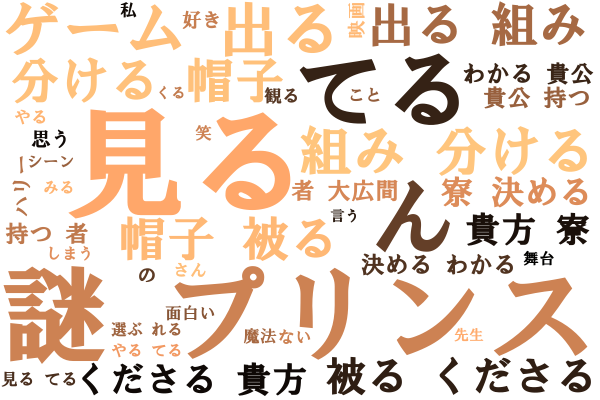 ゲーム 私 好き 出る 映画 出る 組み
分ける くる 帽子 観る てる こと わかる 貴公
貴公 持つ
やる 思う 見る 笑 組み 分ける
シーン ハリー みる 者 大広間 寮 決める
持つ 者 帽子 被る 言う ん 貴方 寮
しまう の さん 決める わかる 舞台
謎 プリンス
面白い
選ぶ れる 魔法ない 先生
やる てる
見る てる くださる 貴方 被る くださる